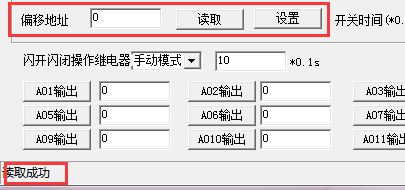 偏移地址 0 读取 设置 开关时间(*0.
闪开闪闭操作继电器 手动模式 10 *0.1s
A01输出 0 A02输出 0 A03输
A05输出 0 A06输出 0 A07输
A09输出 0 A010输出 0 A011输
读取成功